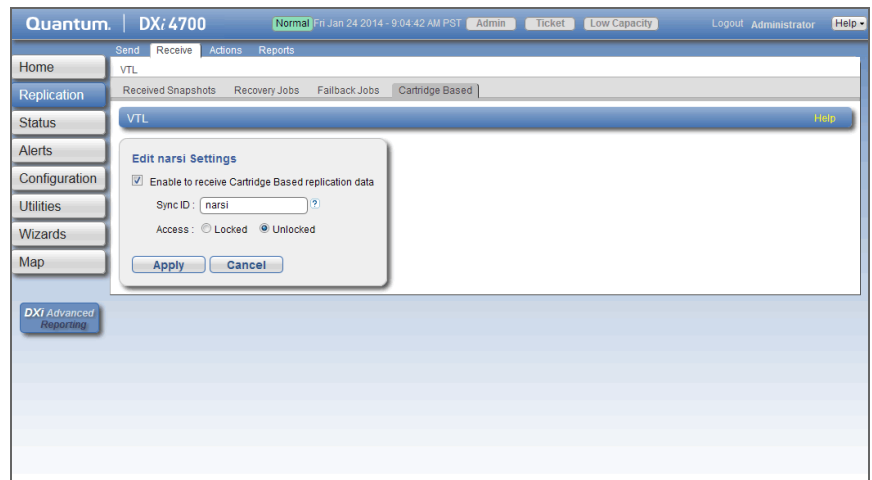 Quantum. DXi 4700 Normal Fri Jan 24 2014 - 9:04:42 AM PST Admin Ticket Low Capacity Logout Administrator Help
Send Receive Actions Reports
Home
VTL
Replication
Received Snapshots Recovery Jobs Failback Jobs Cartridge Based
Status
VTL Help
Alerts
Configuration
Utilities
Wizards
Map
Edit narsi Settings
Enable to receive Cartridge Based replication data
Sync ID : narsi ?
Access : Locked Unlocked
Apply Cancel
DXi Advanced
Reporting